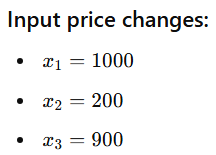 Input price changes:
• x₁ = 1000
• x₂ = 200
• x₃ = 900